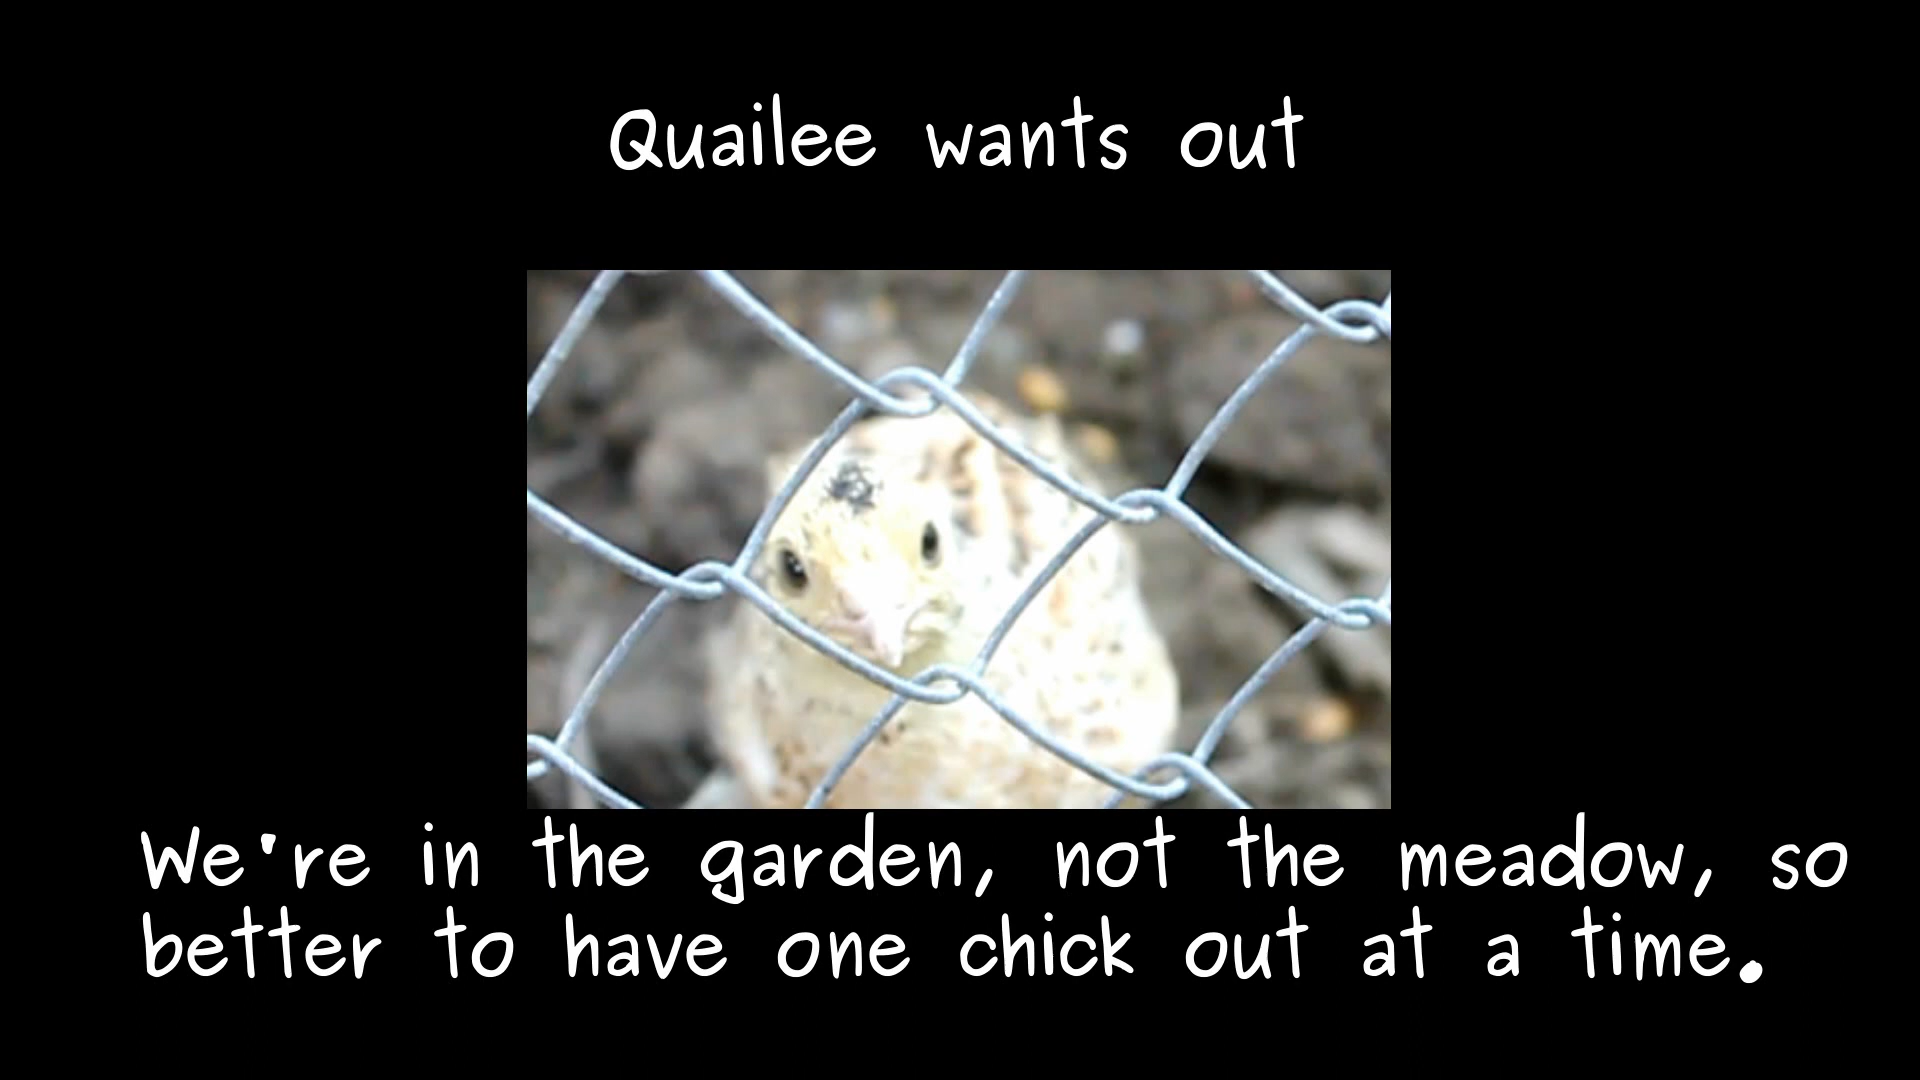 Quailee wants out
We're in the garden, not the meadow, so
better to have one chick out at a time.